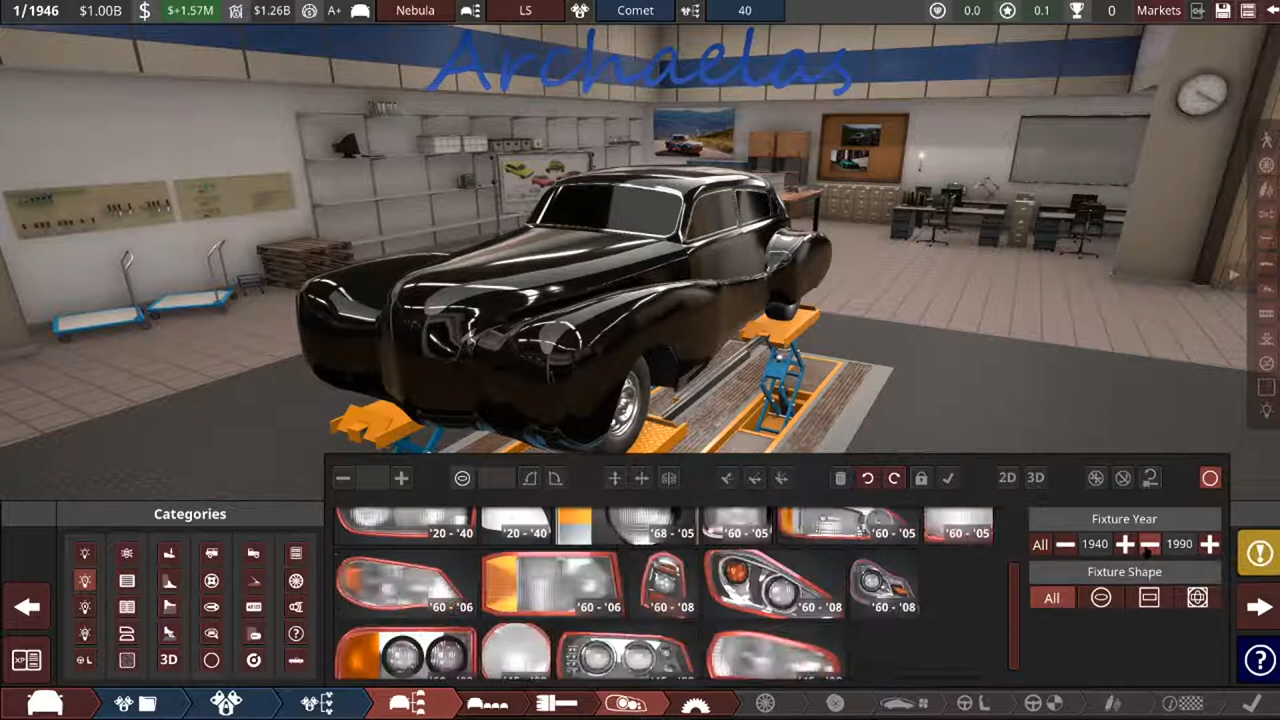 1/1946 $1.00B $+1.57M $1.26B A+ Nebula LS Comet 40 0.0 0.1 0 Markets
Archaelas
2D 3D
Categories
3D
L
XP
'20 - '40 '20 - '40 '68 - '05 '60 - '05 '60 - '05 '60 - '05
'60 - '06 '60 - '06 '60 - '08 '60 - '08 '60 - '08
Fixture Year
All 1940 1990
Fixture Shape
All